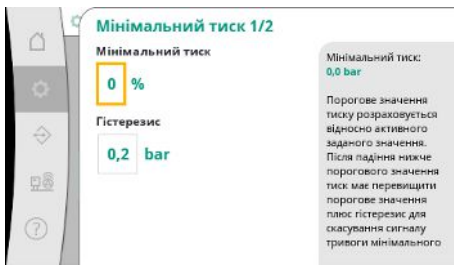 Мінімальний тиск 1/2
Мінімальний тиск
0 %
Гістерезис
0,2 bar
Мінімальний тиск:
0,0 bar
Порогове значення
тиску розраховується
відносно активного
заданого значення.
Після падіння нижче
порогового значення
тиск має перевищити
порогове значення
плюс гістерезис для
скасування сигналу
тривоги мінімального